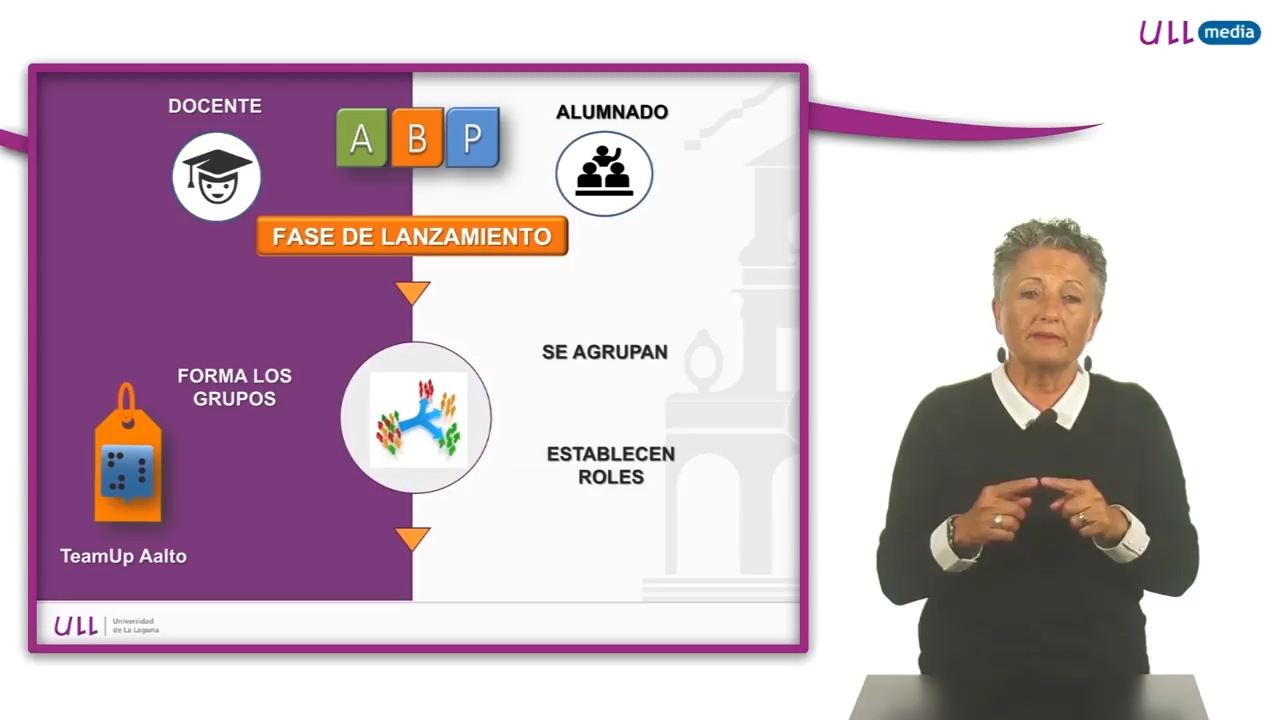 ULL media
DOCENTE
A B P
ALUMNADO
FASE DE LANZAMIENTO
FORMA LOS
GRUPOS
SE AGRUPAN
ESTABLECEN
ROLES
TeamUp Aalto
ULL
Universidad
de La Laguna